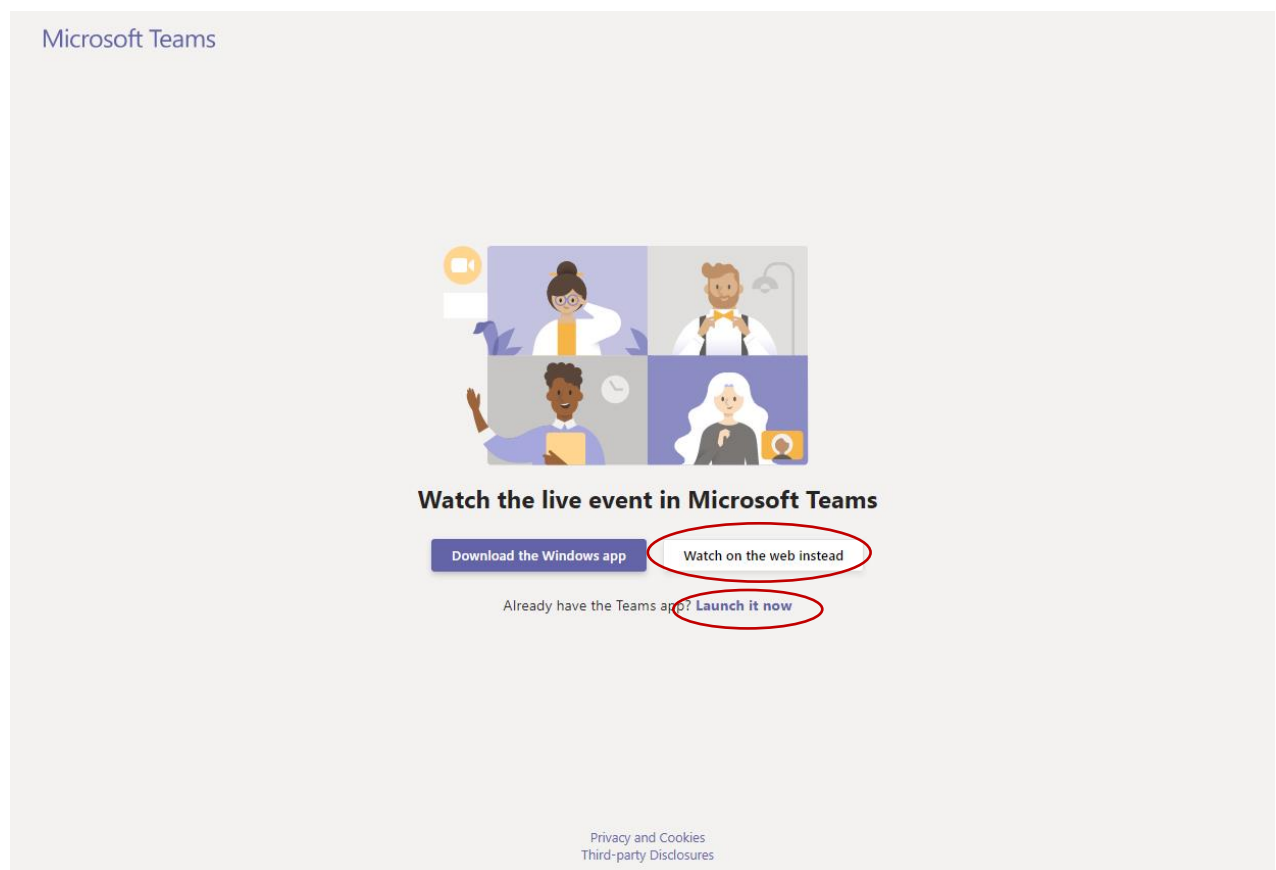 Microsoft Teams
Watch the live event in Microsoft Teams
Download the Windows app
Watch on the web instead
Already have the Teams app? Launch it now
Privacy and Cookies
Third-party Disclosures